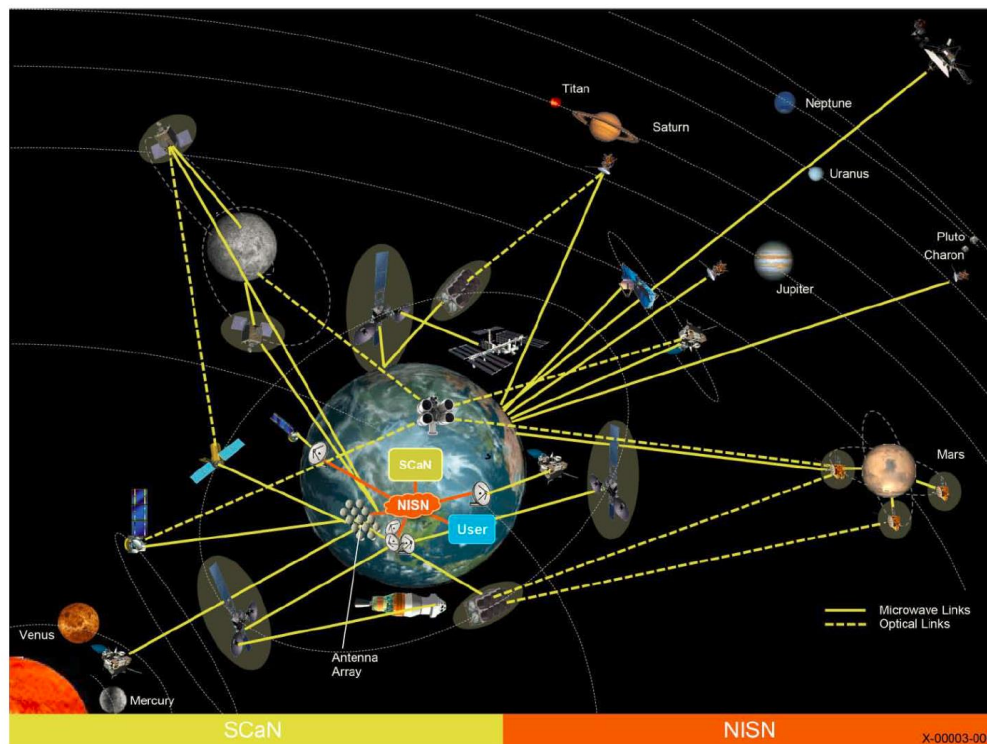 Titan
Saturn
Neptune
Uranus
Pluto
Charon
Jupiter
SCaN
NISN
User
Mars
Microwave Links
Optical Links
Venus
Antenna
Array
Mercury
SCaN
NISN
X-00003-00